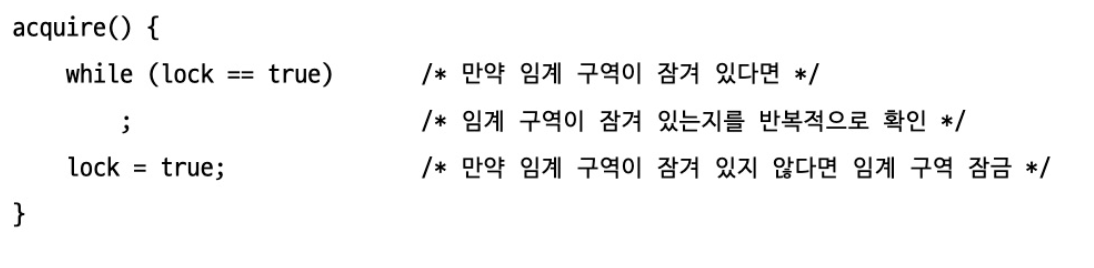 acquire() {
while (lock == true) /* 만약 임계 구역이 잠겨 있다면 */
; /* 임계 구역이 잠겨 있는지를 반복적으로 확인 */
lock = true; /* 만약 임계 구역이 잠겨 있지 않다면 임계 구역 잠금 */
}